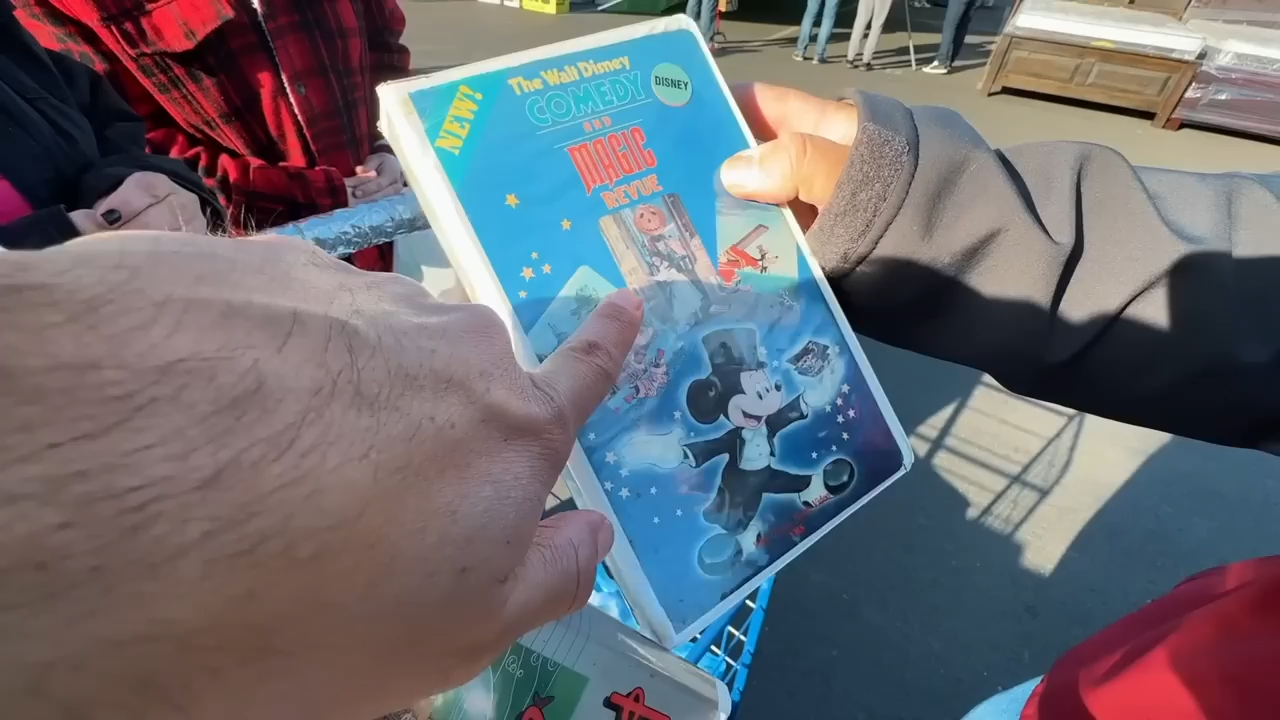 NEW!
The Walt Disney
COMEDY
DISNEY
AND
MAGIC
REVUE